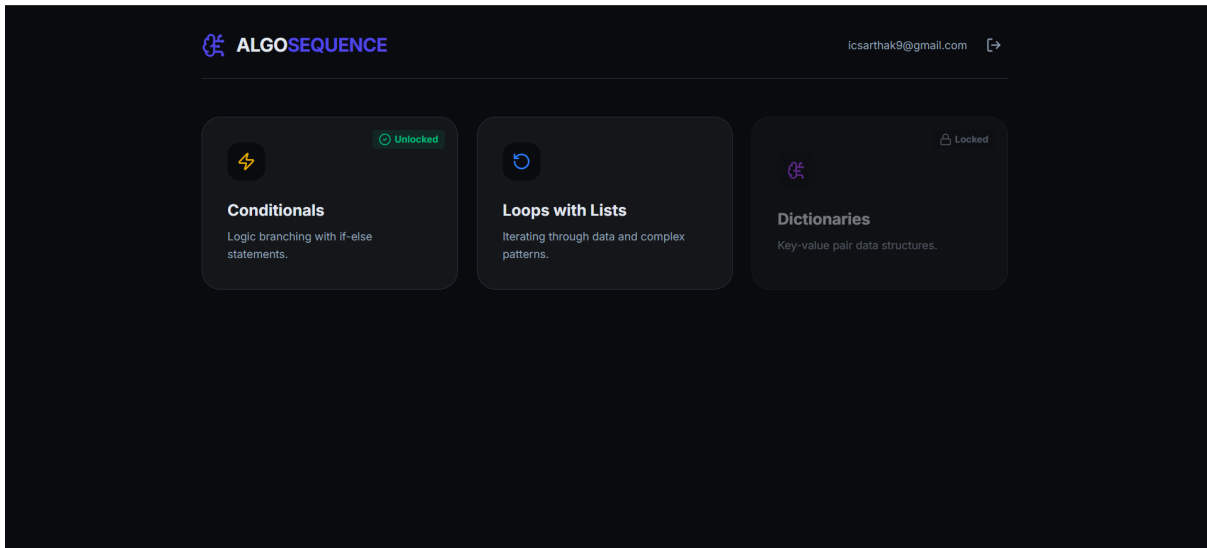 ALGOSEQUENCE
icsarthak9@gmail.com
Unlocked
Conditionals
Logic branching with if-else
statements.
Loops with Lists
Iterating through data and complex
patterns.
Locked
Dictionaries
Key-value pair data structures.